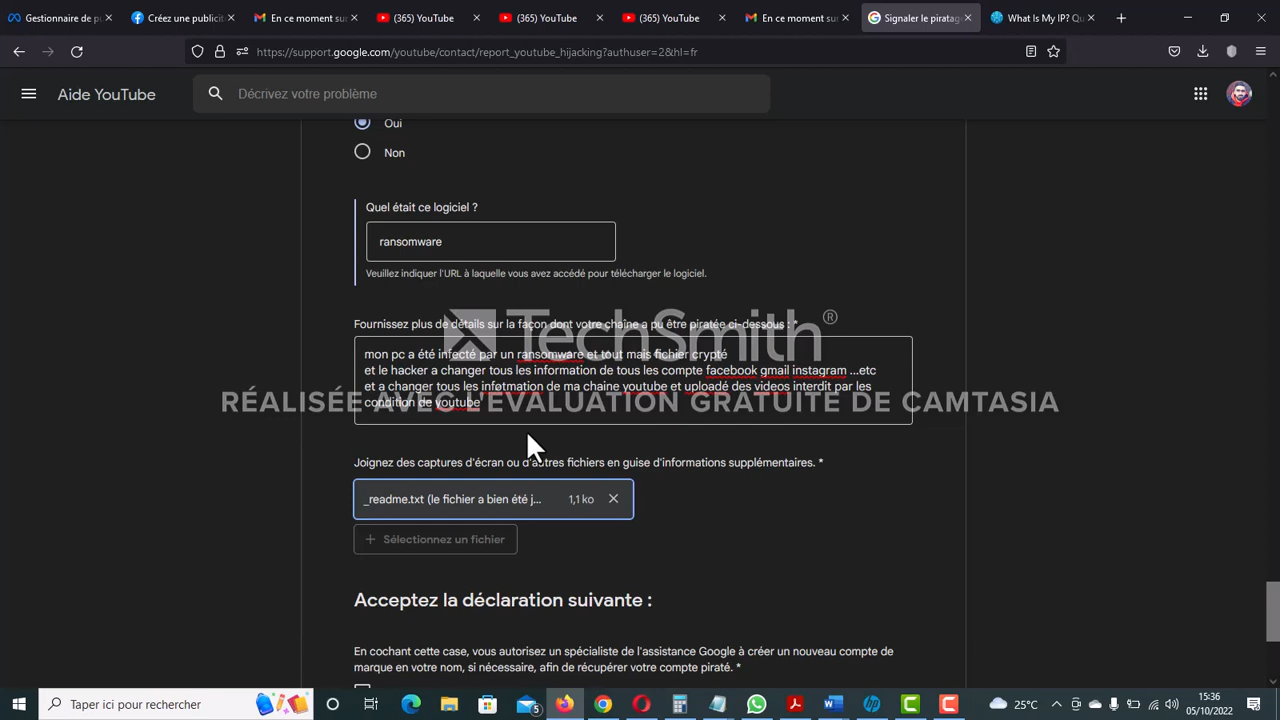 Gestionnaire de pu
Créez une publicit
En ce moment sur
(365) YouTube
(365) YouTube
(365) YouTube
En ce moment sur
Signaler le piratage
What Is My IP? Qu
https://support.google.com/youtube/contact/report_youtube_hijacking?authuser=2&hl=fr
Aide YouTube
Décrivez votre problème
Oui
Non
Quel était ce logiciel ?
ransomware
Veuillez indiquer l'URL à laquelle vous avez accédé pour télécharger le logiciel.
Fournissez plus de détails sur la façon dont votre chaîne a pu être piratée ci-dessous : *
TechSmith®
mon pc a été infecté par un ransomware et tout mais fichier crypté
et le hacker a changer tous les information de tous les compte facebook gmail instagram ...etc
et a changer tous les infotmation de ma chaine youtube et uploadé des videos interdit par les
condition de youtube
RÉALISÉE AVEC L'ÉVALUATION GRATUITE DE CAMTASIA
Joignez des captures d'écran ou d'autres fichiers en guise d'informations supplémentaires. *
_readme.txt (le fichier a bien été j... 1,1 ko
Sélectionnez un fichier
Acceptez la déclaration suivante :
En cochant cette case, vous autorisez un spécialiste de l'assistance Google à créer un nouveau compte de
marque en votre nom, si nécessaire, afin de récupérer votre compte piraté. *
Taper ici pour rechercher
5
25°C
15:36
05/10/2022